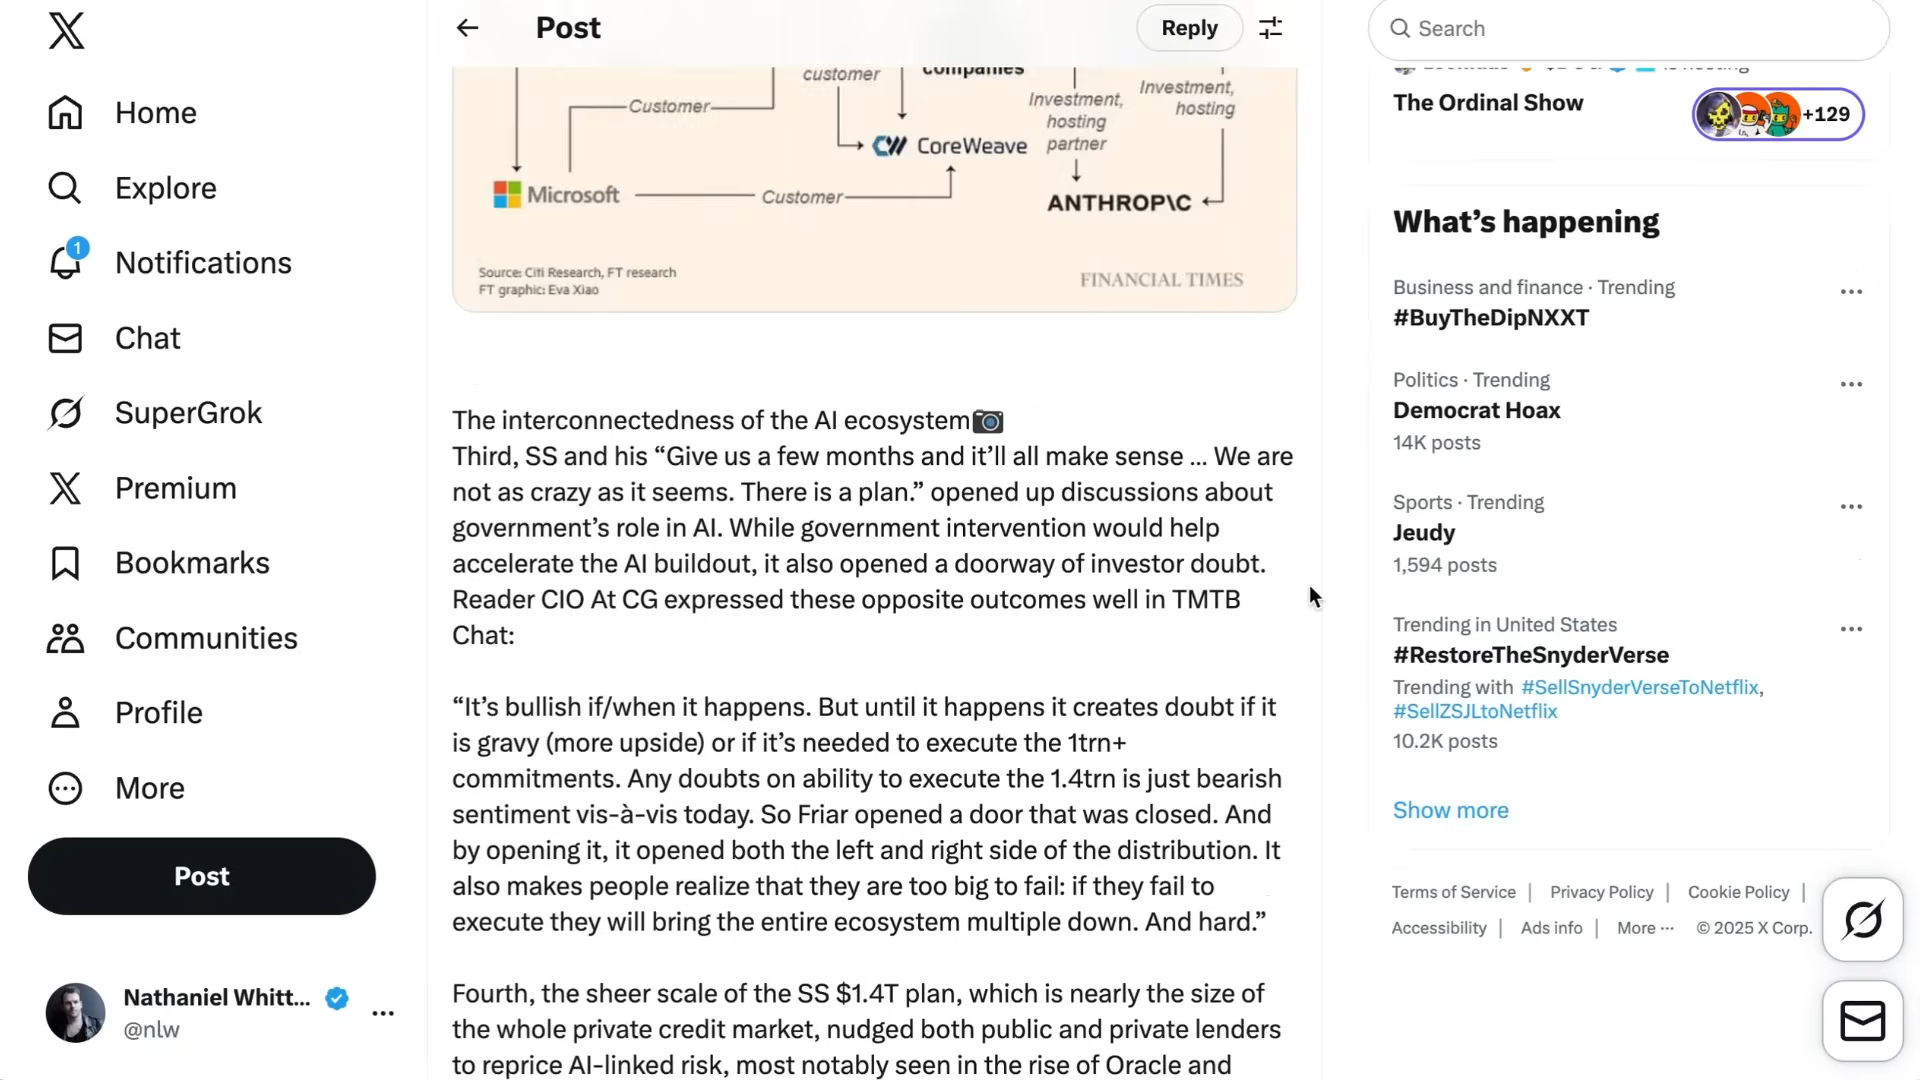 Home
Explore
1
Notifications
Chat
SuperGrok
Premium
Bookmarks
Communities
Profile
More
Post
Nathaniel Whitt...
@nlw
Post
Reply
customer
companies
Customer
Investment,
hosting
partner
Investment,
hosting
CoreWeave
Microsoft
Customer
ANTHROP\C
Source: Citi Research, FT research
FT graphic: Eva Xiao
FINANCIAL TIMES
The interconnectedness of the AI ecosystem
Third, SS and his “Give us a few months and it’ll all make sense ... We are
not as crazy as it seems. There is a plan.” opened up discussions about
government’s role in AI. While government intervention would help
accelerate the AI buildout, it also opened a doorway of investor doubt.
Reader CIO At CG expressed these opposite outcomes well in TMTB
Chat:
“It’s bullish if/when it happens. But until it happens it creates doubt if it
is gravy (more upside) or if it’s needed to execute the 1trn+
commitments. Any doubts on ability to execute the 1.4trn is just bearish
sentiment vis-à-vis today. So Friar opened a door that was closed. And
by opening it, it opened both the left and right side of the distribution. It
also makes people realize that they are too big to fail: if they fail to
execute they will bring the entire ecosystem multiple down. And hard.”
Fourth, the sheer scale of the SS $1.4T plan, which is nearly the size of
the whole private credit market, nudged both public and private lenders
to reprice AI-linked risk, most notably seen in the rise of Oracle and
Search
The Ordinal Show
+129
What’s happening
Business and finance · Trending
#BuyTheDipNXXT
Politics · Trending
Democrat Hoax
14K posts
Sports · Trending
Jeudy
1,594 posts
Trending in United States
#RestoreTheSnyderVerse
Trending with #SellSnyderVerseToNetflix,
#SellZSJLtoNetflix
10.2K posts
Show more
Terms of Service | Privacy Policy | Cookie Policy |
Accessibility | Ads info | More ... © 2025 X Corp.